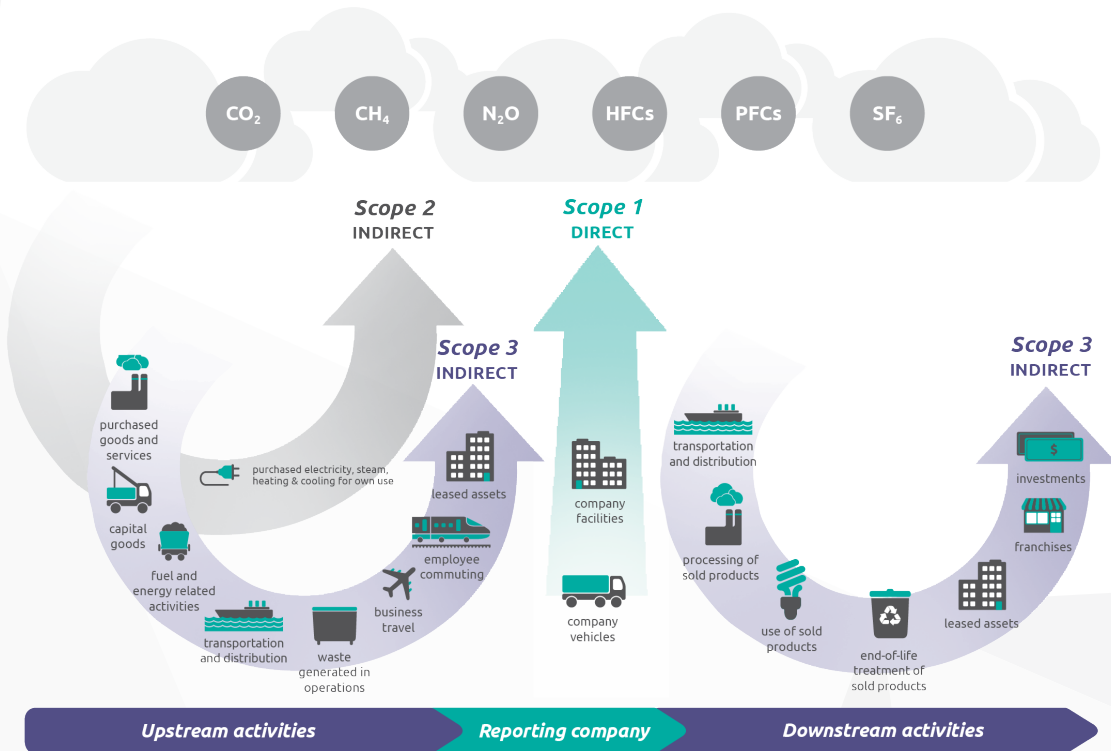 CO₂
CH₄
N₂O
HFCs
PFCs
SF₆
Scope 2
INDIRECT
Scope 1
DIRECT
Scope 3
INDIRECT
Scope 3
INDIRECT
purchased
goods and
services
capital
goods
fuel and
energy related
activities
transportation
and distribution
waste
generated in
operations
business
travel
employee
commuting
leased assets
purchased electricity, steam,
heating & cooling for own use
company
facilities
company
vehicles
transportation
and distribution
processing of
sold products
use of sold
products
end-of-life
treatment of
sold products
leased assets
franchises
$
investments
Upstream activities
Reporting company
Downstream activities